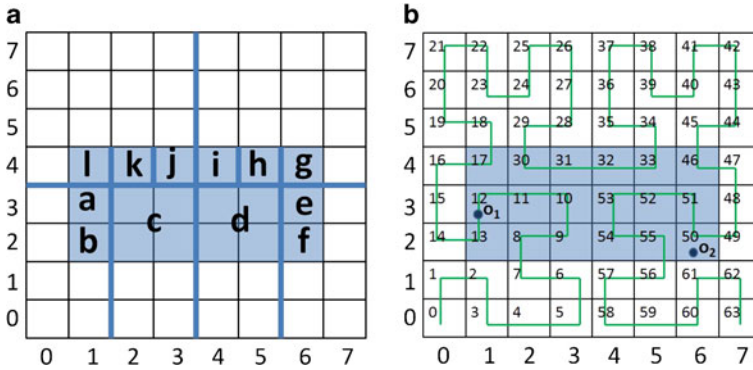 a
7
6
5
4 l k j i h g
3 a c d e
2 b f
1
0
0 1 2 3 4 5 6 7
b
7 21 22 25 26 37 38 41 42
6 20 23 24 27 36 39 40 43
5 19 18 29 28 35 34 45 44
4 16 17 30 31 32 33 46 47
3 15 12 11 10 53 52 51 48
O1
2 14 13 8 9 54 55 50 49
O2
1 1 2 7 6 57 56 61 62
0 0 3 4 5 58 59 60 63
0 1 2 3 4 5 6 7